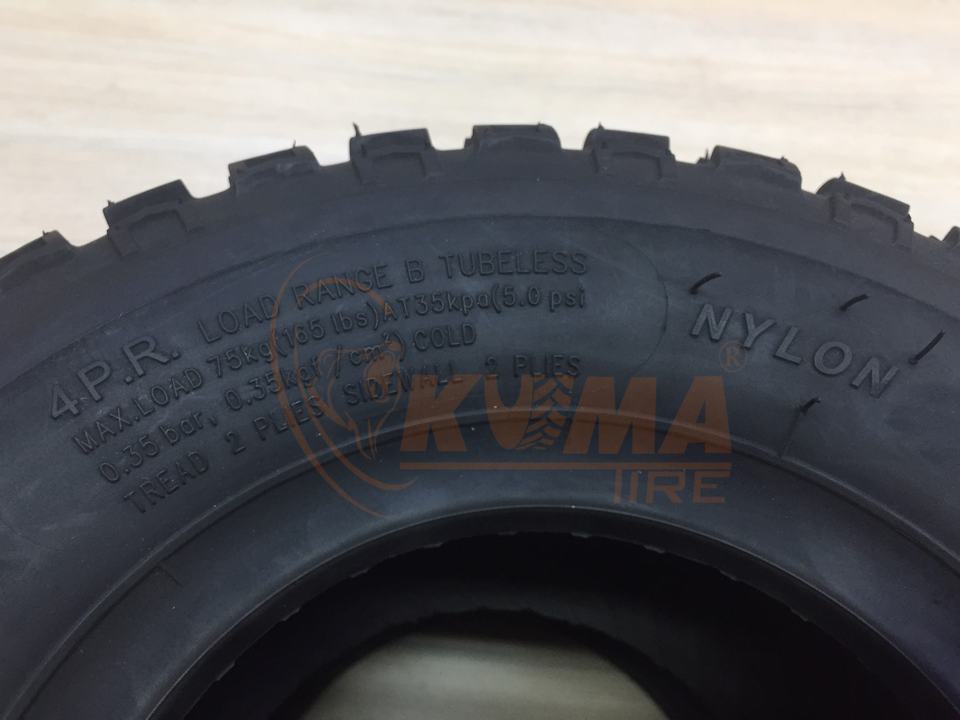 4.P.R. LOAD RANGE B TUBELESS
MAX.LOAD 75kg(165 lbs)AT35kpa(5.0 psi
0.35 bar, 0.35kgf/cm²) COLD
TREAD 2 PLIES SIDEWALL 2 PLIES
NYLON
KUMA®
TIRE